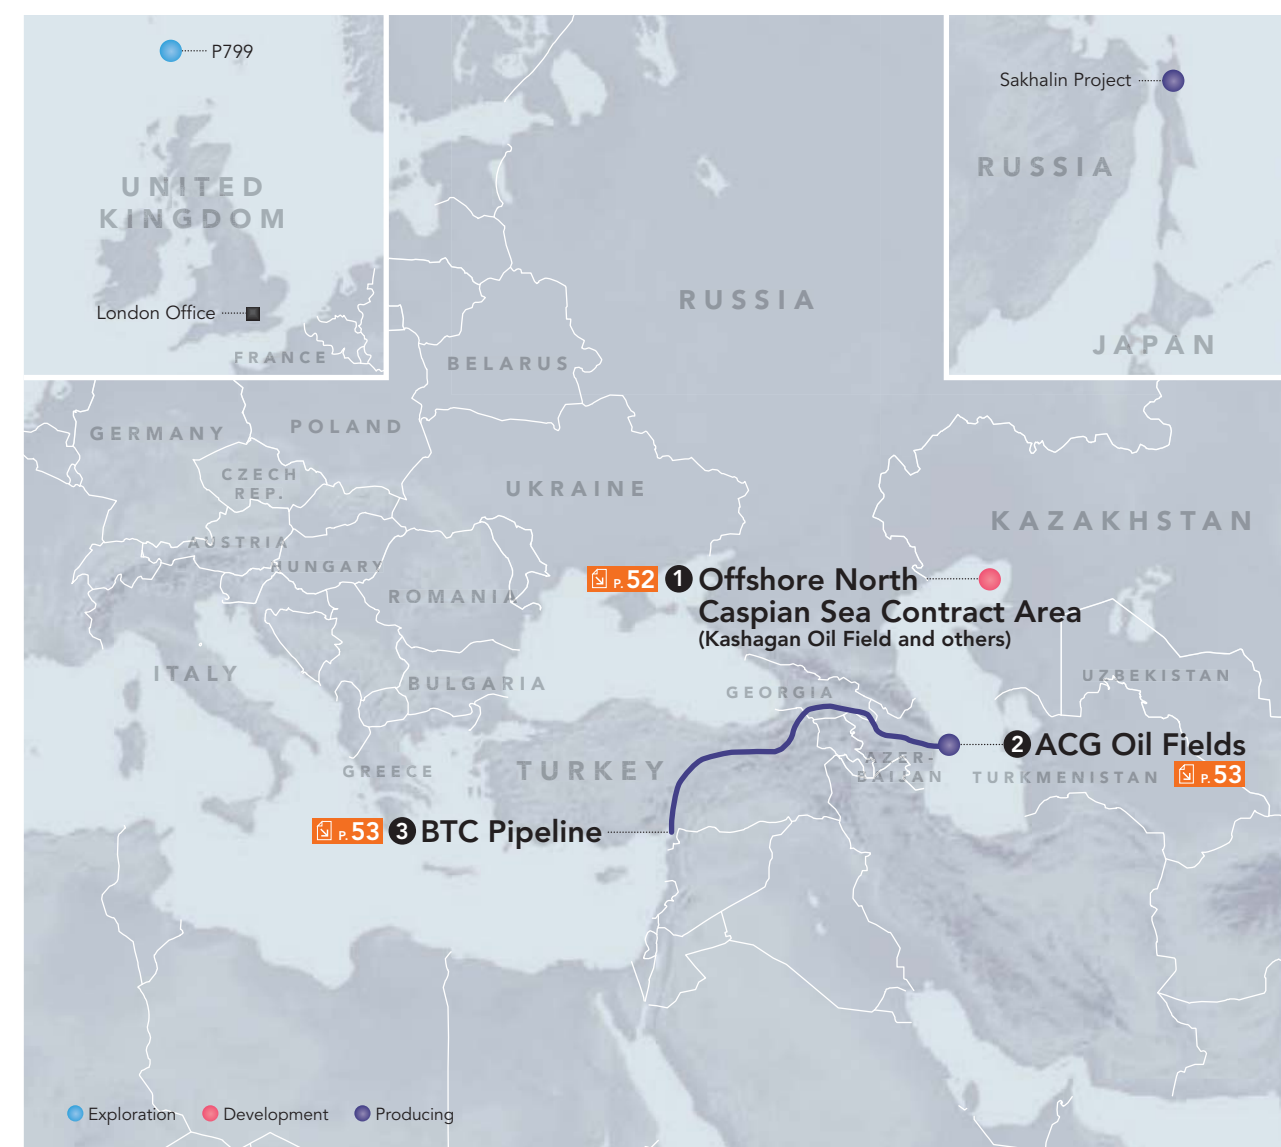 P799
Sakhalin Project
RUSSIA
UNITED
KINGDOM
London Office
FRANCE
JAPAN
RUSSIA
BELARUS
GERMANY
POLAND
CZECH
REP.
UKRAINE
KAZAKHSTAN
AUSTRIA
HUNGARY
P.52 1 Offshore North
Caspian Sea Contract Area
(Kashagan Oil Field and others)
ROMANIA
ITALY
BULGARIA
GEORGIA
UZBEKISTAN
2 ACG Oil Fields
P.53
AZER-
BAIJAN
TURKMENISTAN
GREECE
TURKEY
P.53 3 BTC Pipeline
Exploration Development Producing